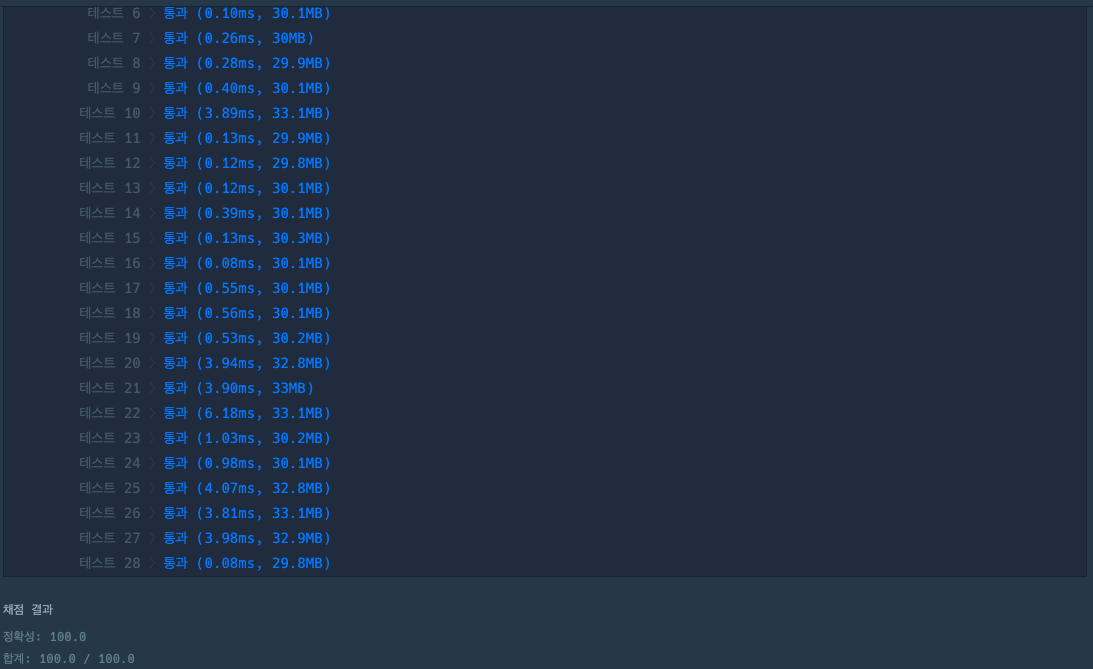 테스트 6 〉 통과 (0.10ms, 30.1MB)
테스트 7 〉 통과 (0.26ms, 30MB)
테스트 8 〉 통과 (0.28ms, 29.9MB)
테스트 9 〉 통과 (0.40ms, 30.1MB)
테스트 10 〉 통과 (3.89ms, 33.1MB)
테스트 11 〉 통과 (0.13ms, 29.9MB)
테스트 12 〉 통과 (0.12ms, 29.8MB)
테스트 13 〉 통과 (0.12ms, 30.1MB)
테스트 14 〉 통과 (0.39ms, 30.1MB)
테스트 15 〉 통과 (0.13ms, 30.3MB)
테스트 16 〉 통과 (0.08ms, 30.1MB)
테스트 17 〉 통과 (0.55ms, 30.1MB)
테스트 18 〉 통과 (0.56ms, 30.1MB)
테스트 19 〉 통과 (0.53ms, 30.2MB)
테스트 20 〉 통과 (3.94ms, 32.8MB)
테스트 21 〉 통과 (3.90ms, 33MB)
테스트 22 〉 통과 (6.18ms, 33.1MB)
테스트 23 〉 통과 (1.03ms, 30.2MB)
테스트 24 〉 통과 (0.98ms, 30.1MB)
테스트 25 〉 통과 (4.07ms, 32.8MB)
테스트 26 〉 통과 (3.81ms, 33.1MB)
테스트 27 〉 통과 (3.98ms, 32.9MB)
테스트 28 〉 통과 (0.08ms, 29.8MB)
채점 결과
정확성: 100.0
합계: 100.0 / 100.0